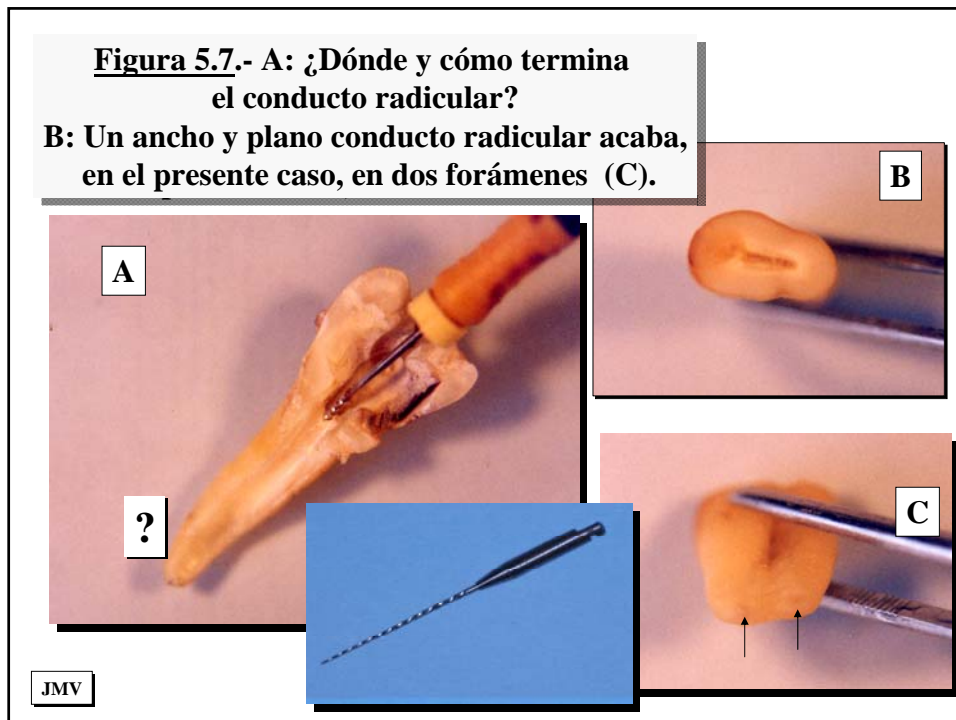 Figura 5.7.- A: ¿Dónde y cómo termina
el conducto radicular?
B: Un ancho y plano conducto radicular acaba,
en el presente caso, en dos forámenes (C).
A
B
?
C
JMV